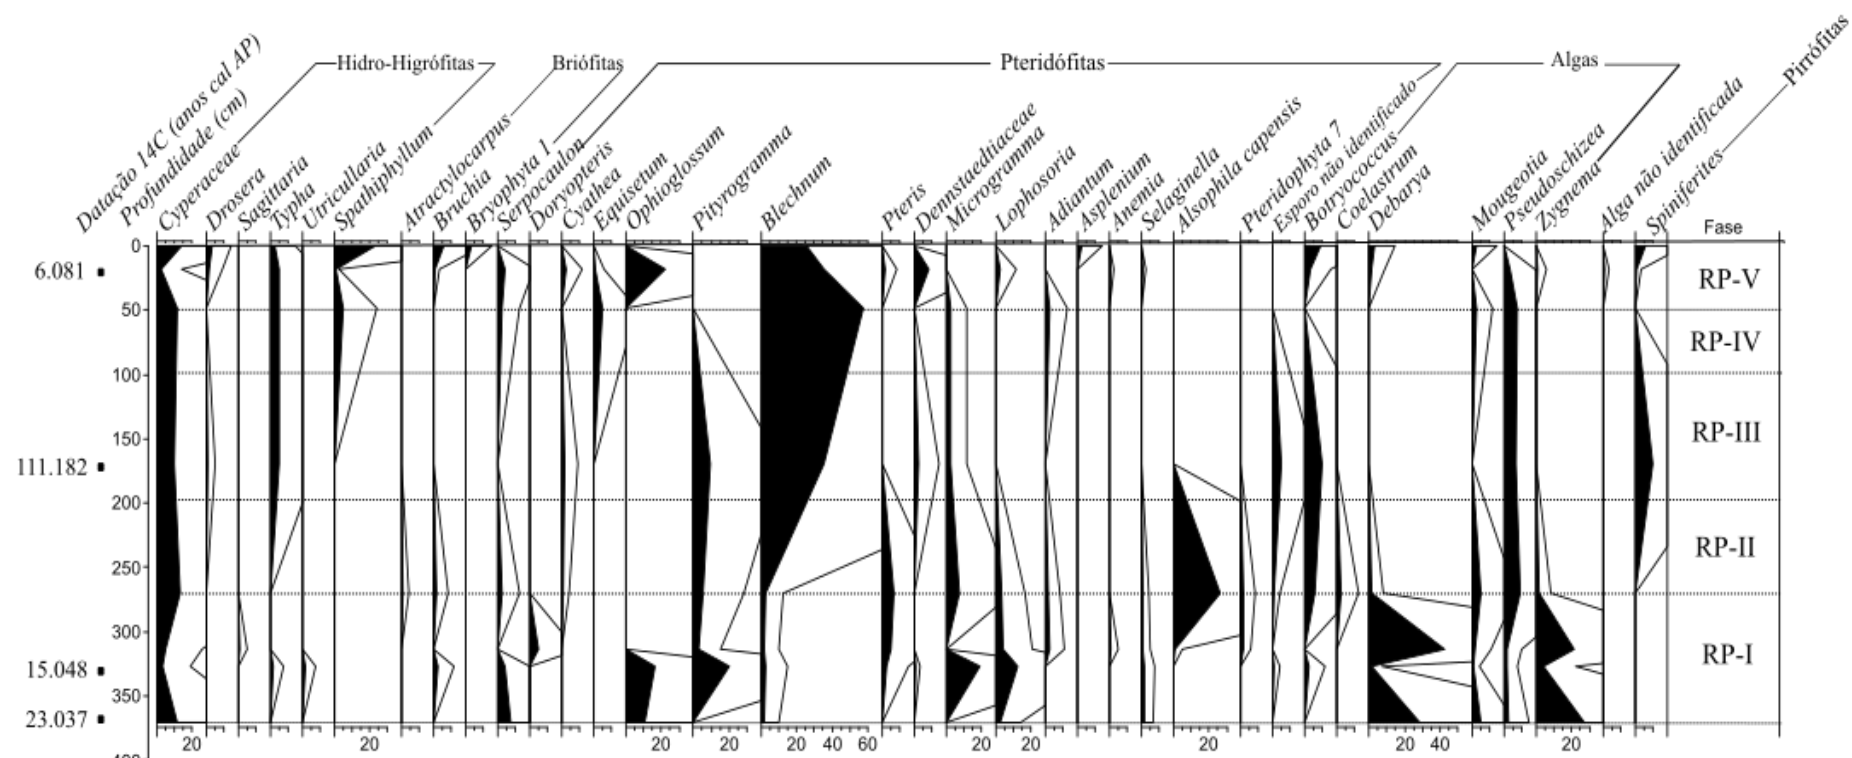 Hidro-Higrófitas
Briófitas
Pteridófitas
Algas
Pirrófitas
Datação 14C (anos cal AP)
Profundidade (cm)
Cyperaceae
Drosera
Sagittaria
Typha
Utricullaria
Spathiphyllum
Atractylocarpus
Bruchia
Bryophyta 1
Serpocaulon
Doryopteris
Cyathea
Equisetum
Ophioglossum
Pityrogramma
Blechnum
Pteris
Dennstaedtiaceae
Microgramma
Lophosoria
Adiantum
Asplenium
Anemia
Selaginella
Alsophila capensis
Pteridophyta 7
Esporo não identificado
Botryococcus
Coelastrum
Debarya
Mougeotia
Pseudoschizea
Zygnema
Alga não identificada
Spiniferites
Fase
0
6.081
RP-V
50
RP-IV
100
150
RP-III
111.182
200
RP-II
250
300
RP-I
15.048
350
23.037
20 20 20 20 20 40 60 20 20 20 20 40 20
400